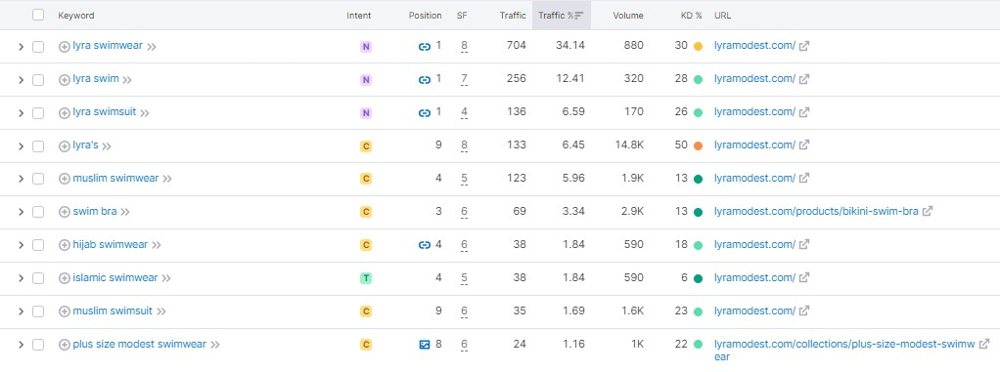 Keyword Intent Position SF Traffic Traffic % Volume KD % URL
lyra swimwear N 1 8 704 34.14 880 30 lyramodest.com/
lyra swim N 1 7 256 12.41 320 28 lyramodest.com/
lyra swimsuit N 1 4 136 6.59 170 26 lyramodest.com/
lyra's C 9 8 133 6.45 14.8K 50 lyramodest.com/
muslim swimwear C 4 5 123 5.96 1.9K 13 lyramodest.com/
swim bra C 3 6 69 3.34 2.9K 13 lyramodest.com/products/bikini-swim-bra
hijab swimwear C 4 6 38 1.84 590 18 lyramodest.com/
islamic swimwear T 4 5 38 1.84 590 6 lyramodest.com/
muslim swimsuit C 9 6 35 1.69 1.6K 23 lyramodest.com/
plus size modest swimwear C 8 6 24 1.16 1K 22 lyramodest.com/collections/plus-size-modest-swimw
ear